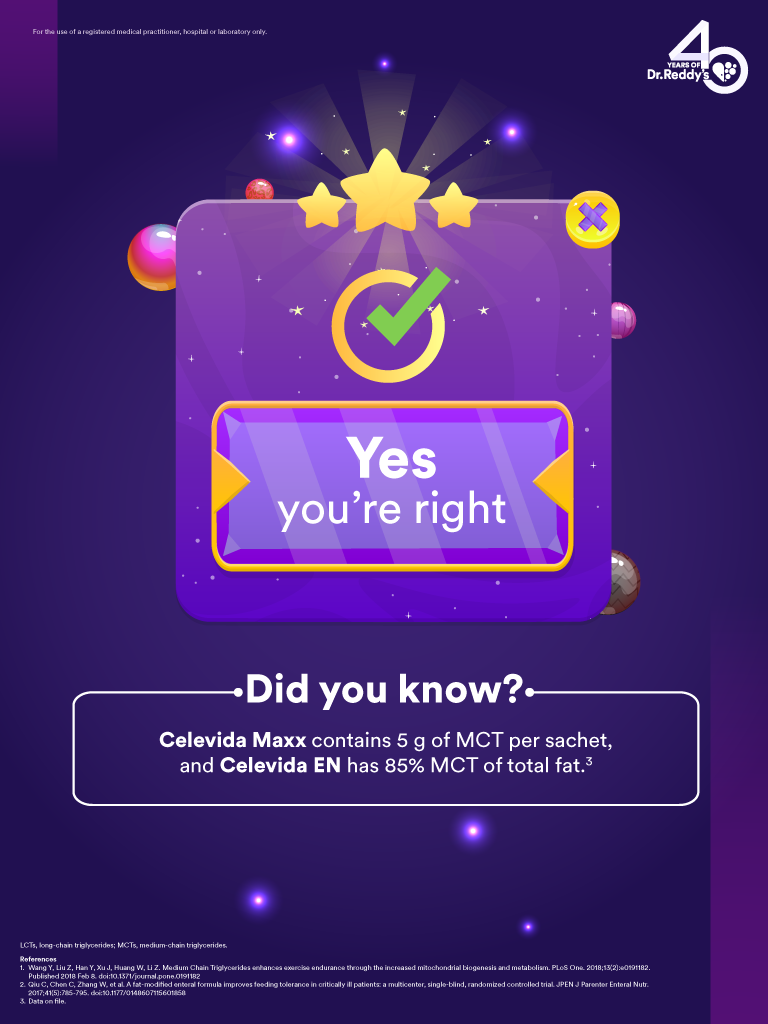 For the use of a registered medical practitioner, hospital or laboratory only.
40
YEARS OF
Dr.Reddy's
Yes
you're right
Did you know?
Celevida Maxx contains 5 g of MCT per sachet,
and Celevida EN has 85% MCT of total fat.³
LCTs, long-chain triglycerides; MCTs, medium-chain triglycerides.
References
1. Wang Y, Liu Z, Han Y, Xu J, Huang W, Li Z. Medium Chain Triglycerides enhances exercise endurance through the increased mitochondrial biogenesis and metabolism. PLoS One. 2018;13(2):e0191182.
Published 2018 Feb 8. doi:10.1371/journal.pone.0191182
2. Qiu C, Chen C, Zhang W, et al. A fat-modified enteral formula improves feeding tolerance in critically ill patients: a multicenter, single-blind, randomized controlled trial. JPEN J Parenter Enteral Nutr.
2017;41(5):785-795. doi:10.1177/0148607115601858
3. Data on file.